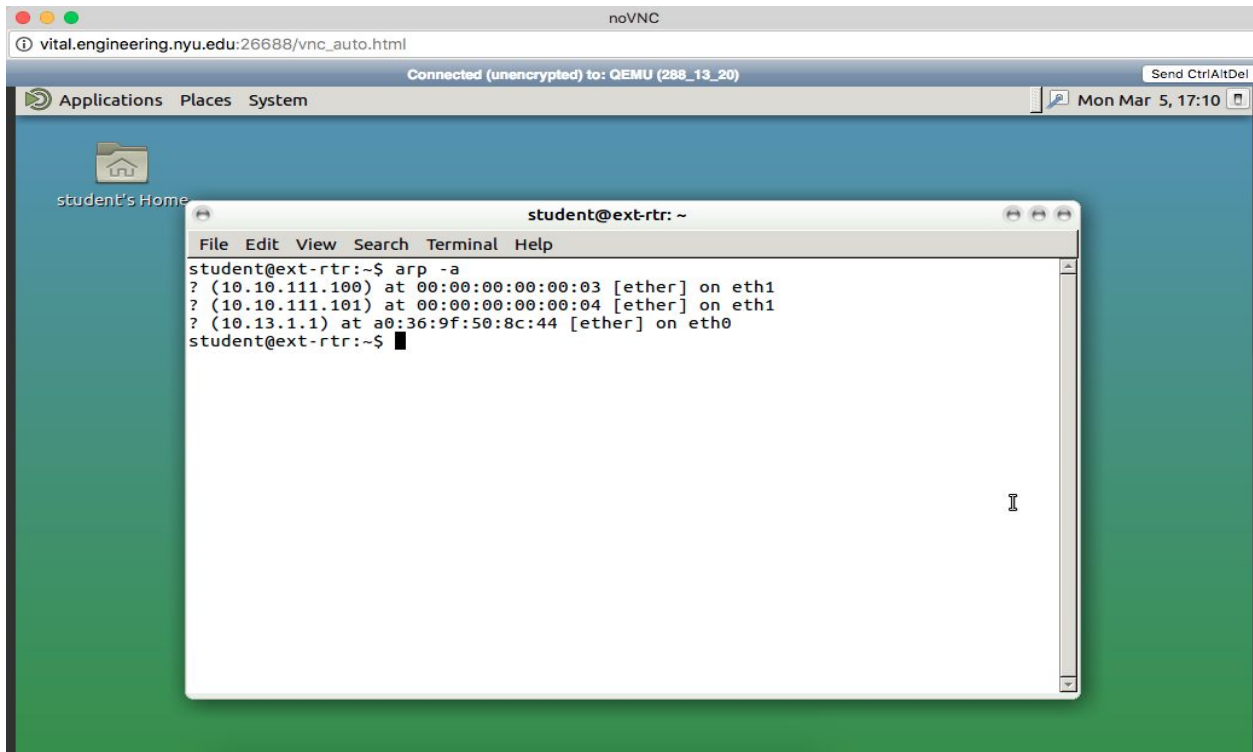 noVNC
vital.engineering.nyu.edu:26688/vnc_auto.html
Connected (unencrypted) to: QEMU (288_13_20)
Send CtrlAltDel
Applications Places System
Mon Mar 5, 17:10
student's Home
student@ext-rtr: ~
File Edit View Search Terminal Help
student@ext-rtr:~$ arp -a
? (10.10.111.100) at 00:00:00:00:00:03 [ether] on eth1
? (10.10.111.101) at 00:00:00:00:00:04 [ether] on eth1
? (10.13.1.1) at a0:36:9f:50:8c:44 [ether] on eth0
student@ext-rtr:~$